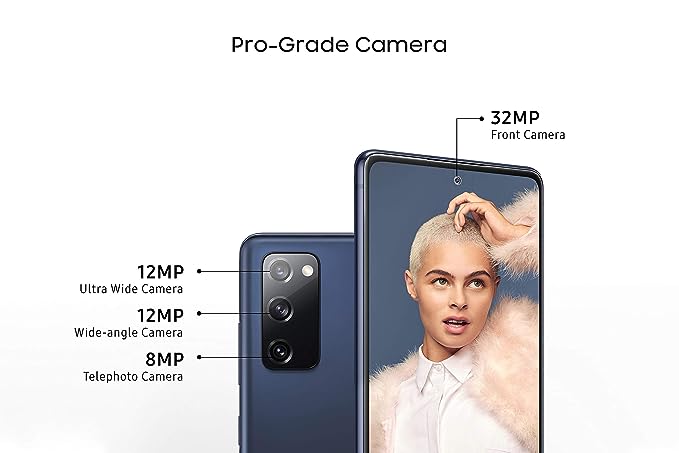 Pro-Grade Camera
32MP
Front Camera
12MP
Ultra Wide Camera
12MP
Wide-angle Camera
8MP
Telephoto Camera